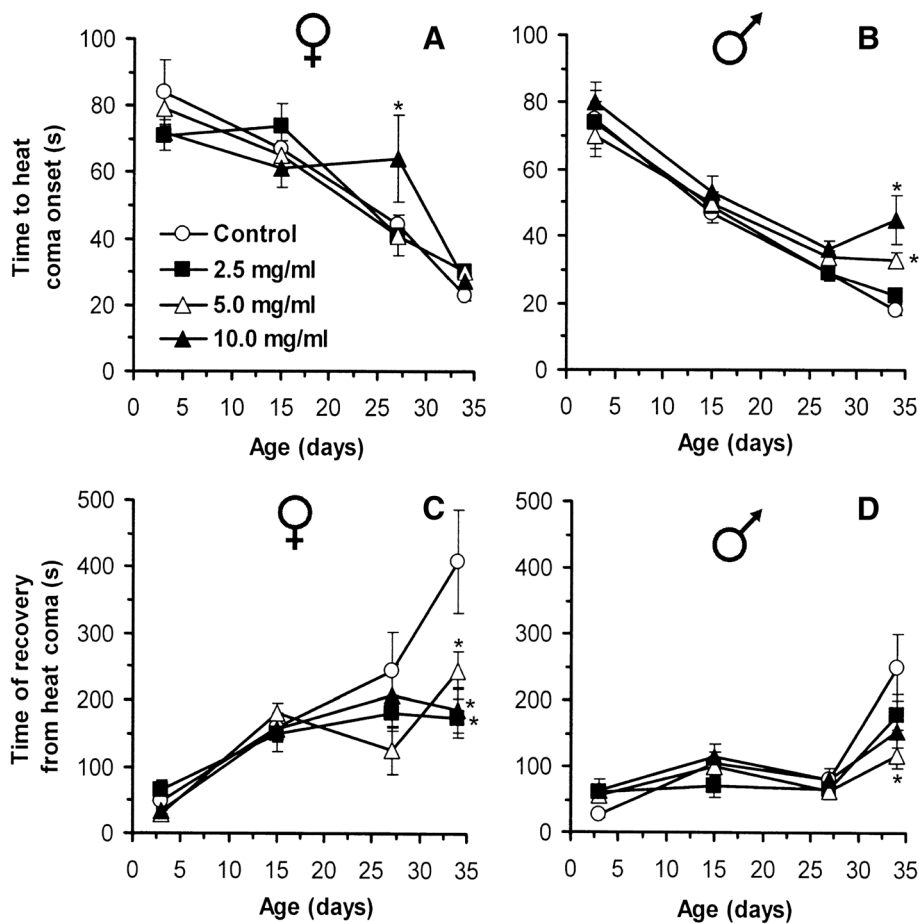 A
100
80
60
40
20
0
Time to heat
coma onset (s)
*
Control
2.5 mg/ml
5.0 mg/ml
10.0 mg/ml
0 5 10 15 20 25 30 35
Age (days)
B
100
80
60
40
20
0
*
*
0 5 10 15 20 25 30 35
Age (days)
C
500
400
300
200
100
0
Time of recovery
from heat coma (s)
*
*
*
0 5 10 15 20 25 30 35
Age (days)
D
500
400
300
200
100
0
*
0 5 10 15 20 25 30 35
Age (days)